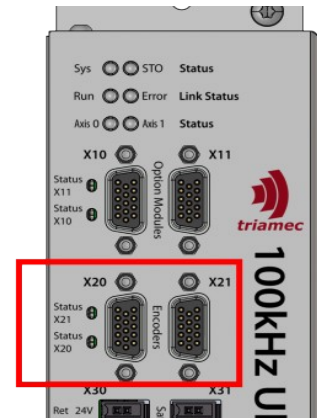 Sys STO Status
Run Error Link Status
Axis 0 Axis 1 Status
X10 X11
Status
X11
Status
X10
Option Modules
triamec
X20 X21
Status
X21
Status
X20
Encoders
100kHz
X30 X31
Ret 24V